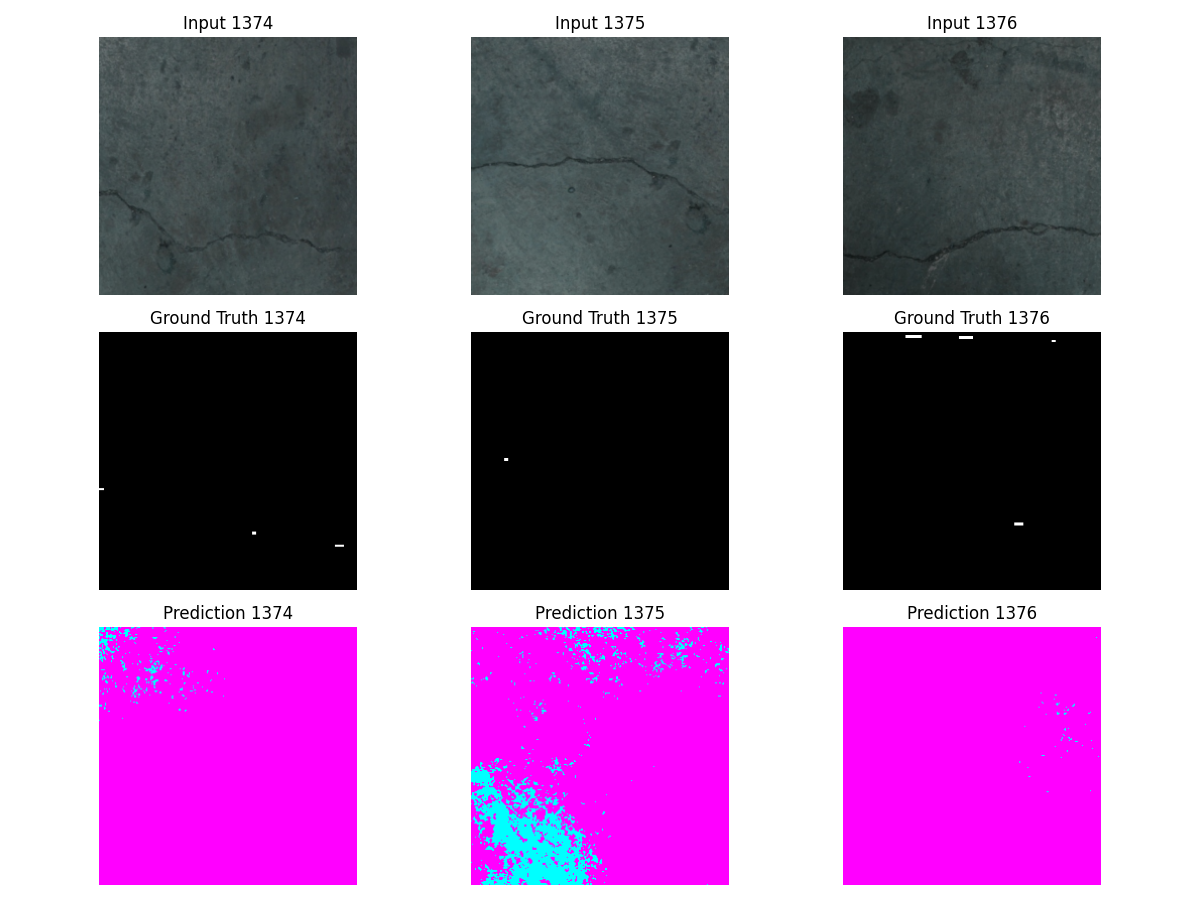 Input 1374
Input 1375
Input 1376
Ground Truth 1374
Ground Truth 1375
Ground Truth 1376
Prediction 1374
Prediction 1375
Prediction 1376